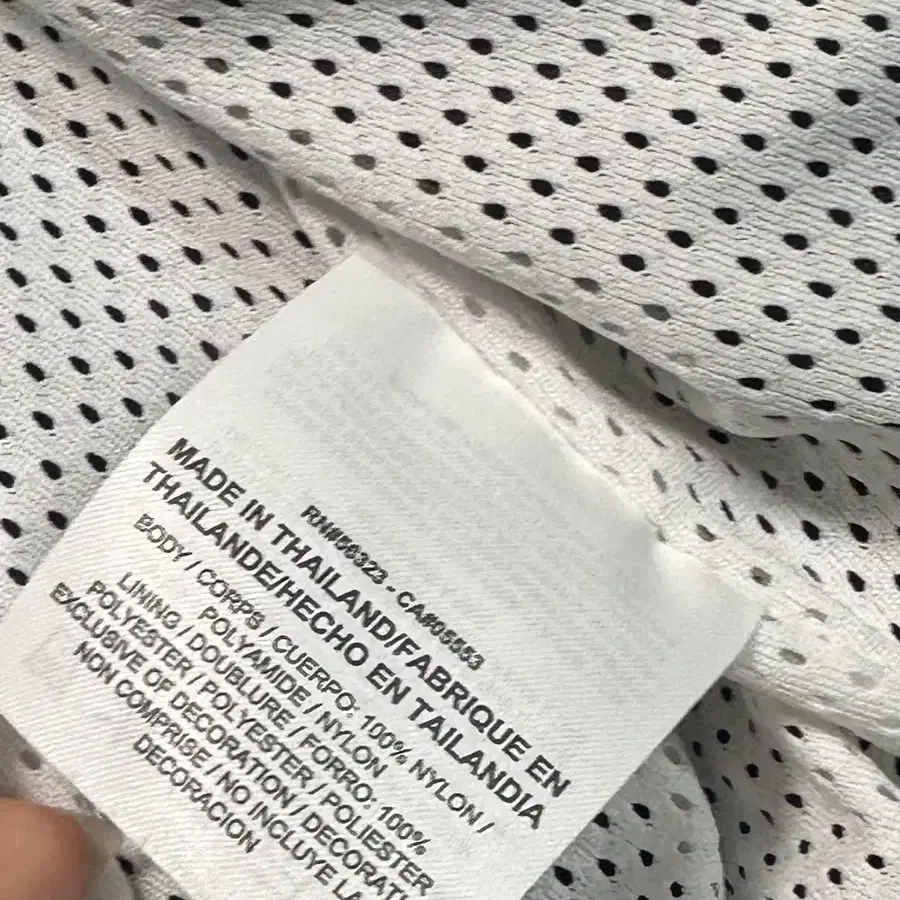 RN#56323 - CA#05553
MADE IN THAILAND/FABRIQUE EN
THAILANDE/HECHO EN TAILANDIA
BODY / CORPS / CUERPO: 100% NYLON /
POLYAMIDE / NYLON
LINING / DOUBLURE / FORRO: 100%
POLYESTER / POLYESTER / POLIESTER
EXCLUSIVE OF DECORATION / DECORATI
NON COMPRISE / NO INCLUYE LA
DECORACION